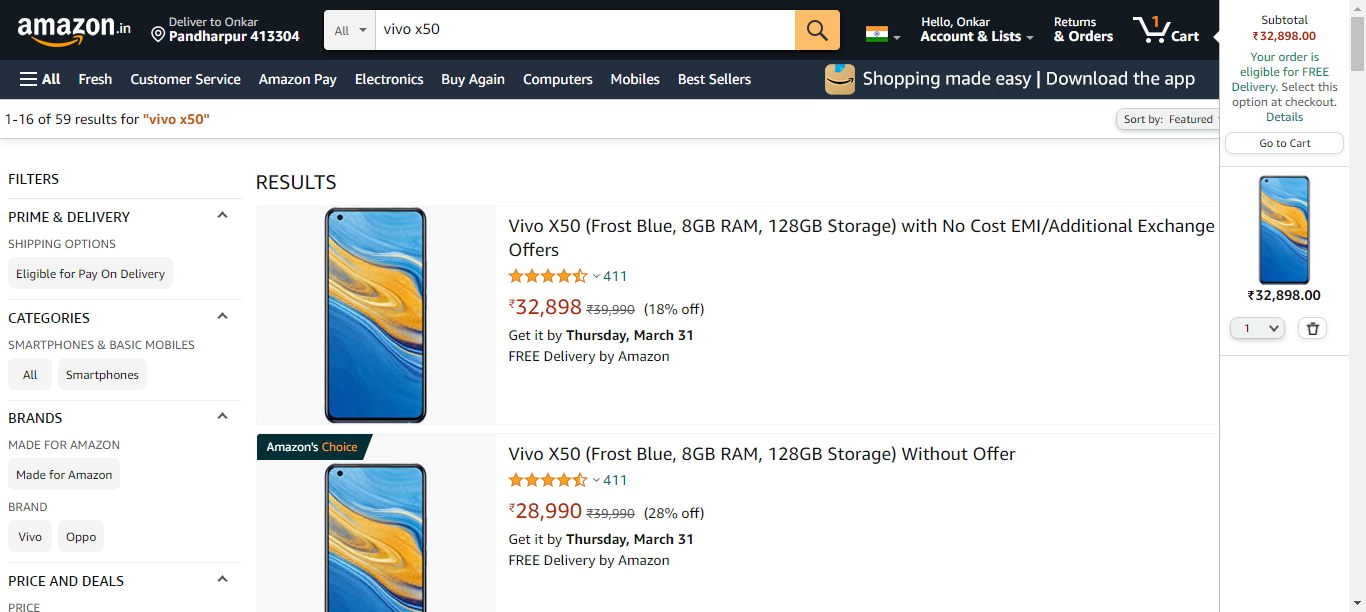 amazon.in
Deliver to Onkar
Pandharpur 413304
All
vivo x50
Hello, Onkar
Account & Lists
Returns
& Orders
1
Cart
All
Fresh
Customer Service
Amazon Pay
Electronics
Buy Again
Computers
Mobiles
Best Sellers
Shopping made easy | Download the app
1-16 of 59 results for "vivo x50"
Sort by: Featured
FILTERS
PRIME & DELIVERY
SHIPPING OPTIONS
Eligible for Pay On Delivery
CATEGORIES
SMARTPHONES & BASIC MOBILES
All
Smartphones
BRANDS
MADE FOR AMAZON
Made for Amazon
BRAND
Vivo
Oppo
PRICE AND DEALS
PRICE
RESULTS
Vivo X50 (Frost Blue, 8GB RAM, 128GB Storage) with No Cost EMI/Additional Exchange
Offers
411
₹32,898 ₹39,990 (18% off)
Get it by Thursday, March 31
FREE Delivery by Amazon
Amazon's Choice
Vivo X50 (Frost Blue, 8GB RAM, 128GB Storage) Without Offer
411
₹28,990 ₹39,990 (28% off)
Get it by Thursday, March 31
FREE Delivery by Amazon
Subtotal
₹32,898.00
Your order is
eligible for FREE
Delivery. Select this
option at checkout.
Details
Go to Cart
₹32,898.00
1